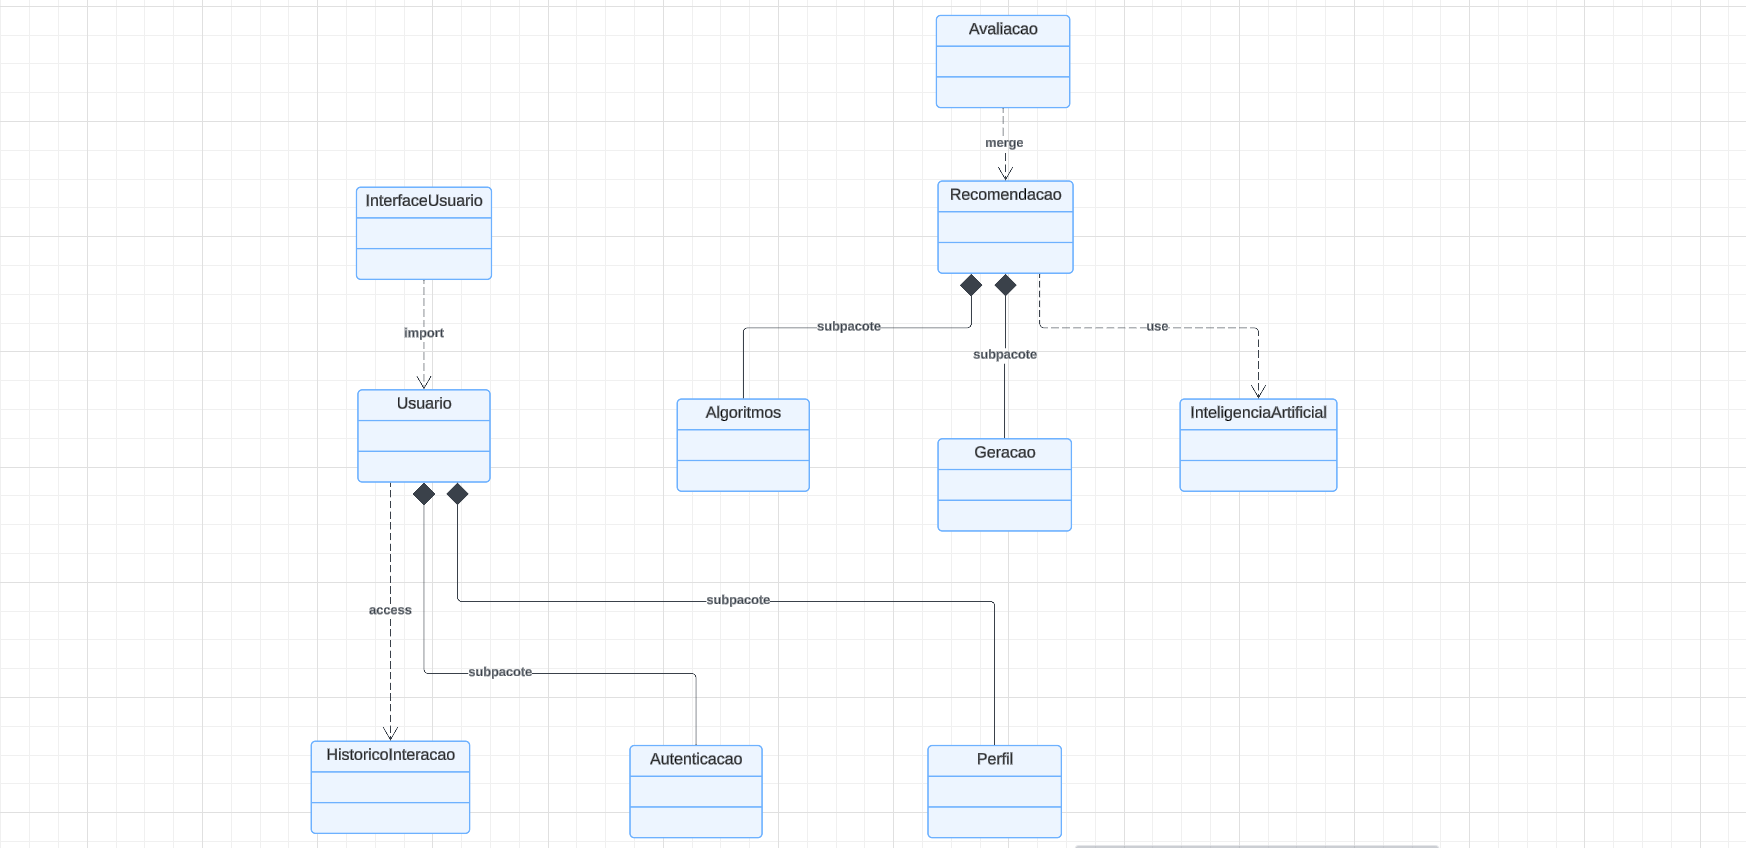 Avaliacao
merge
Recomendacao
InterfaceUsuario
import
subpacote
use
subpacote
Usuario
Algoritmos
InteligenciaArtificial
Geracao
access
subpacote
subpacote
HistoricoInteracao
Autenticacao
Perfil